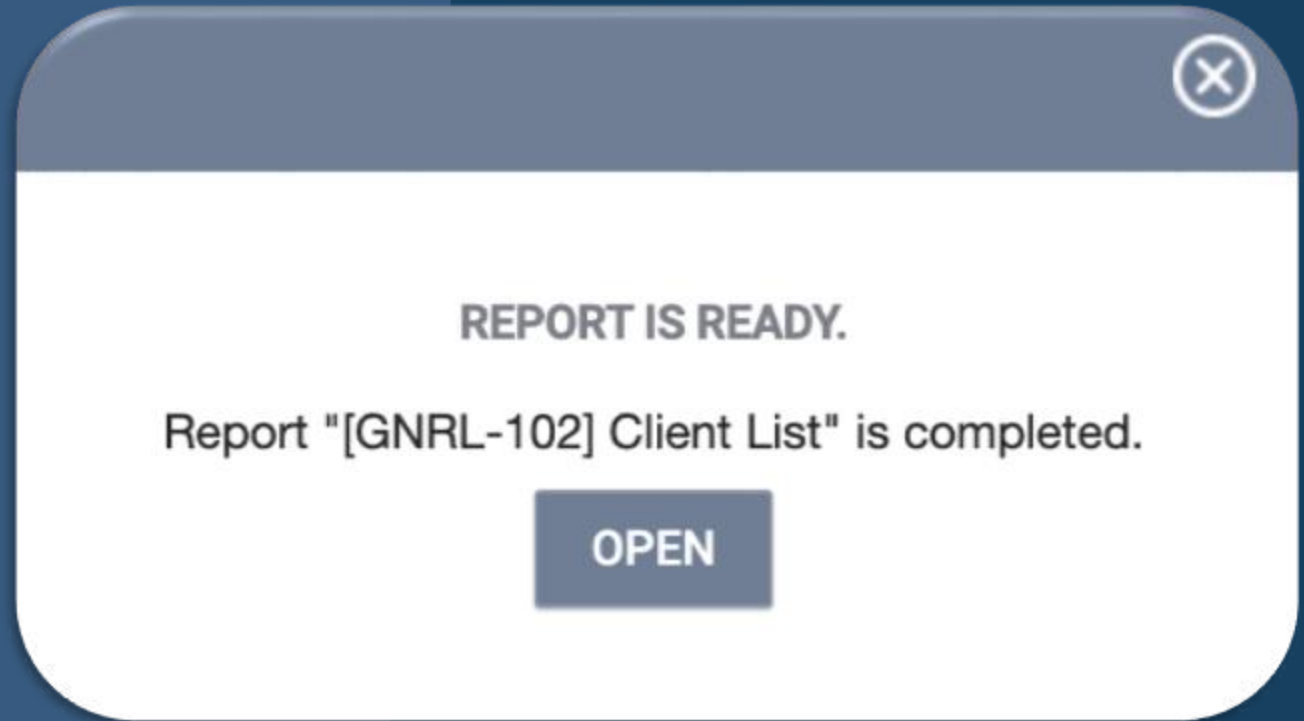 REPORT IS READY.
Report "[GNRL-102] Client List" is completed.
OPEN